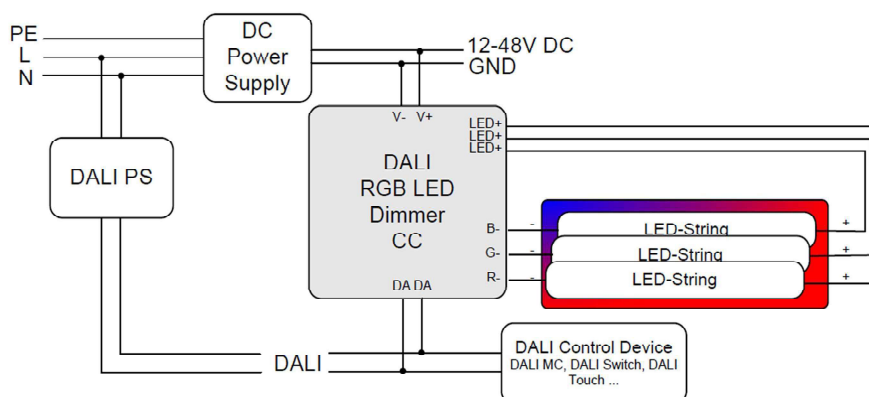 PE
L
N
DC
Power
Supply
12-48V DC
GND
V- V+
LED+
LED+
LED+
DALI PS
DALI
RGB LED
Dimmer
CC
B-
G-
R-
- LED-String +
- LED-String +
- LED-String +
DA DA
DALI
DALI Control Device
DALI MC, DALI Switch, DALI
Touch ...